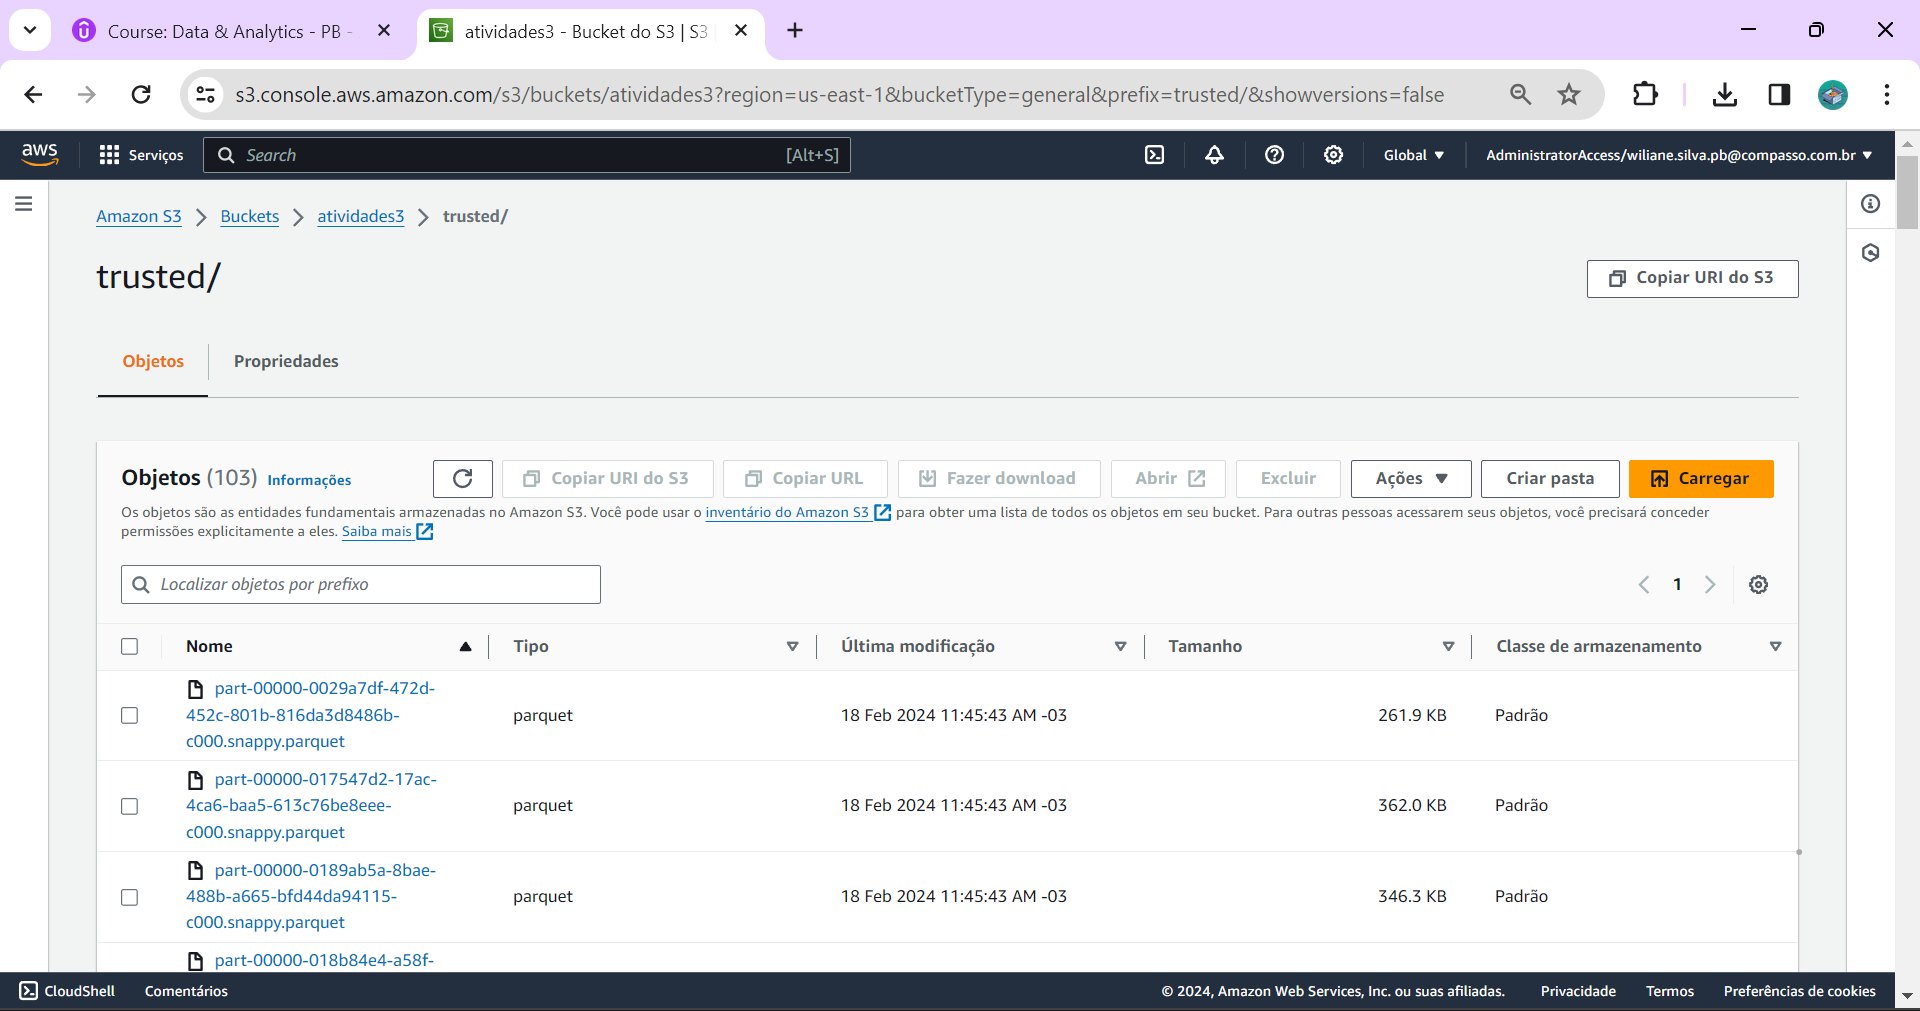 Course: Data & Analytics - PB -
atividades3 - Bucket do S3 | S3
s3.console.aws.amazon.com/s3/buckets/atividades3?region=us-east-1&bucketType=general&prefix=trusted/&showversions=false
aws Serviços Search [Alt+S] Global AdministratorAccess/wiliane.silva.pb@compasso.com.br
Amazon S3 Buckets atividades3 trusted/
trusted/
Copiar URI do S3
Objetos Propriedades
Objetos (103) Informações Copiar URI do S3 Copiar URL Fazer download Abrir Excluir Ações Criar pasta Carregar
Os objetos são as entidades fundamentais armazenadas no Amazon S3. Você pode usar o inventário do Amazon S3 para obter uma lista de todos os objetos em seu bucket. Para outras pessoas acessarem seus objetos, você precisará conceder
permissões explicitamente a eles. Saiba mais
Localizar objetos por prefixo
1
Nome Tipo Última modificação Tamanho Classe de armazenamento
part-00000-0029a7df-472d-
452c-801b-816da3d8486b-
c000.snappy.parquet
parquet 18 Feb 2024 11:45:43 AM -03 261.9 KB Padrão
part-00000-017547d2-17ac-
4ca6-baa5-613c76be8eee-
c000.snappy.parquet
parquet 18 Feb 2024 11:45:43 AM -03 362.0 KB Padrão
part-00000-0189ab5a-8bae-
488b-a665-bfd44da94115-
c000.snappy.parquet
parquet 18 Feb 2024 11:45:43 AM -03 346.3 KB Padrão
part-00000-018b84e4-a58f-
CloudShell Comentários © 2024, Amazon Web Services, Inc. ou suas afiliadas. Privacidade Termos Preferências de cookies